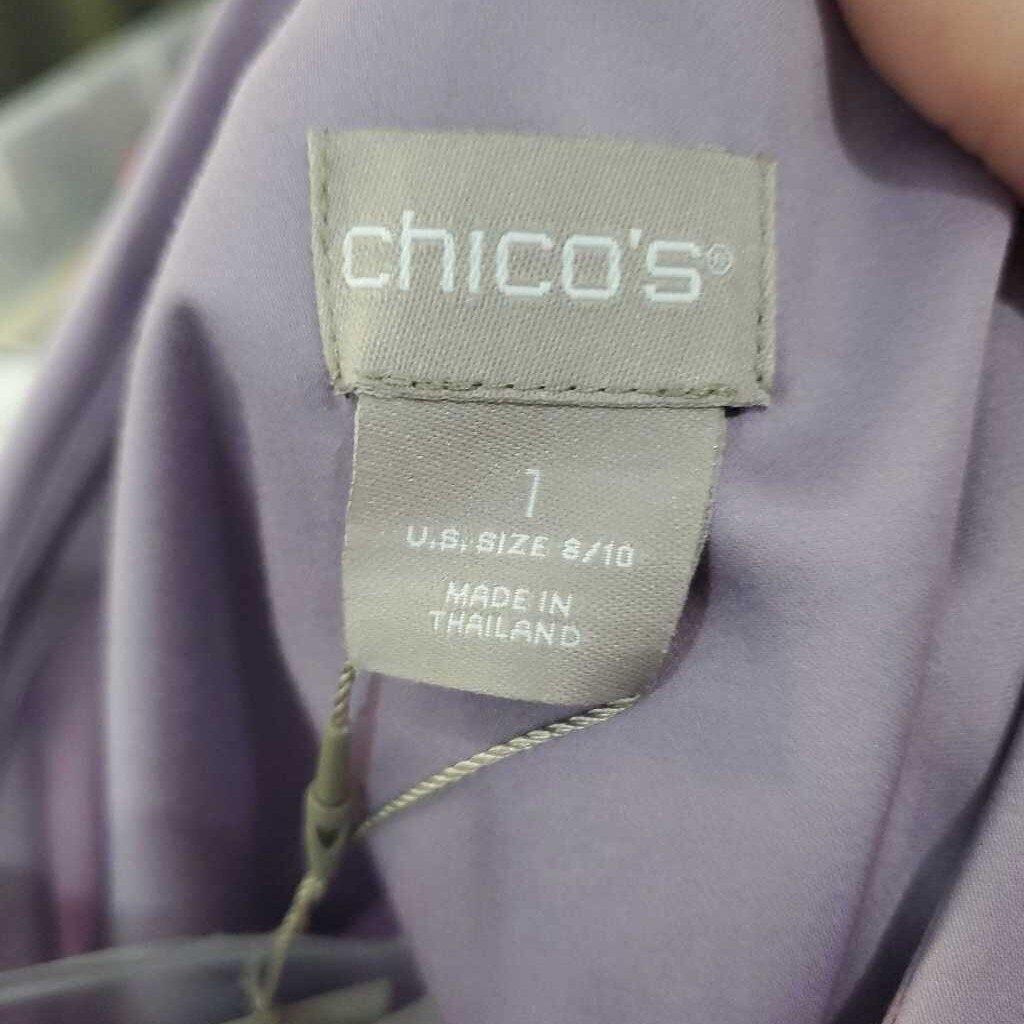 chico's®
1
U.S. SIZE 8/10
MADE IN
THAILAND